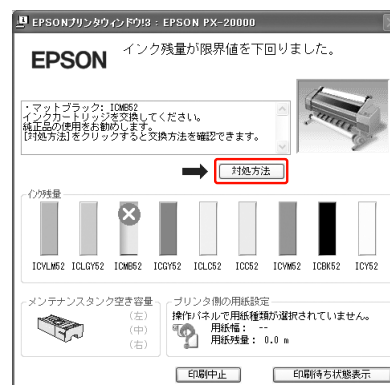 EPSONプリンタウィンドウ!3 : EPSON PX-20000
EPSON
インク残量が限界値を下回りました。
・マットブラック: ICMB52
インクカートリッジを交換してください。
純正品の使用をお勧めします。
[対処方法]をクリックすると交換方法を確認できます。
対処方法
インク残量
ICVLM52 ICLGY52 ICMB52 ICGY52 ICLC52 ICC52 ICVM52 ICBK52 ICY52
メンテナンスタンク空き容量
(左)
(中)
(右)
プリンタ側の用紙設定
操作パネルで用紙種類が選択されていません。
用紙幅: --
用紙残量: 0.0 m
印刷中止
印刷待ち状態表示